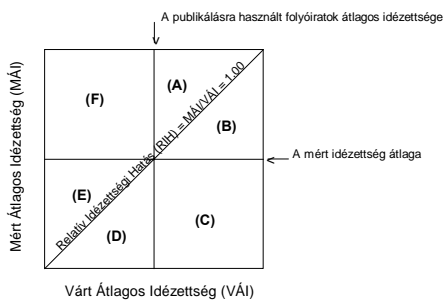 A publikálásra használt folyóiratok átlagos idézettsége
(A)
(F)
(B)
Relatív Idézettségi Hatás (RIH) = MÁI/VÁI = 1.00
A mért idézettség átlaga
(E)
(C)
(D)
Mért Átlagos Idézettség (MÁI)
Várt Átlagos Idézettség (VÁI)